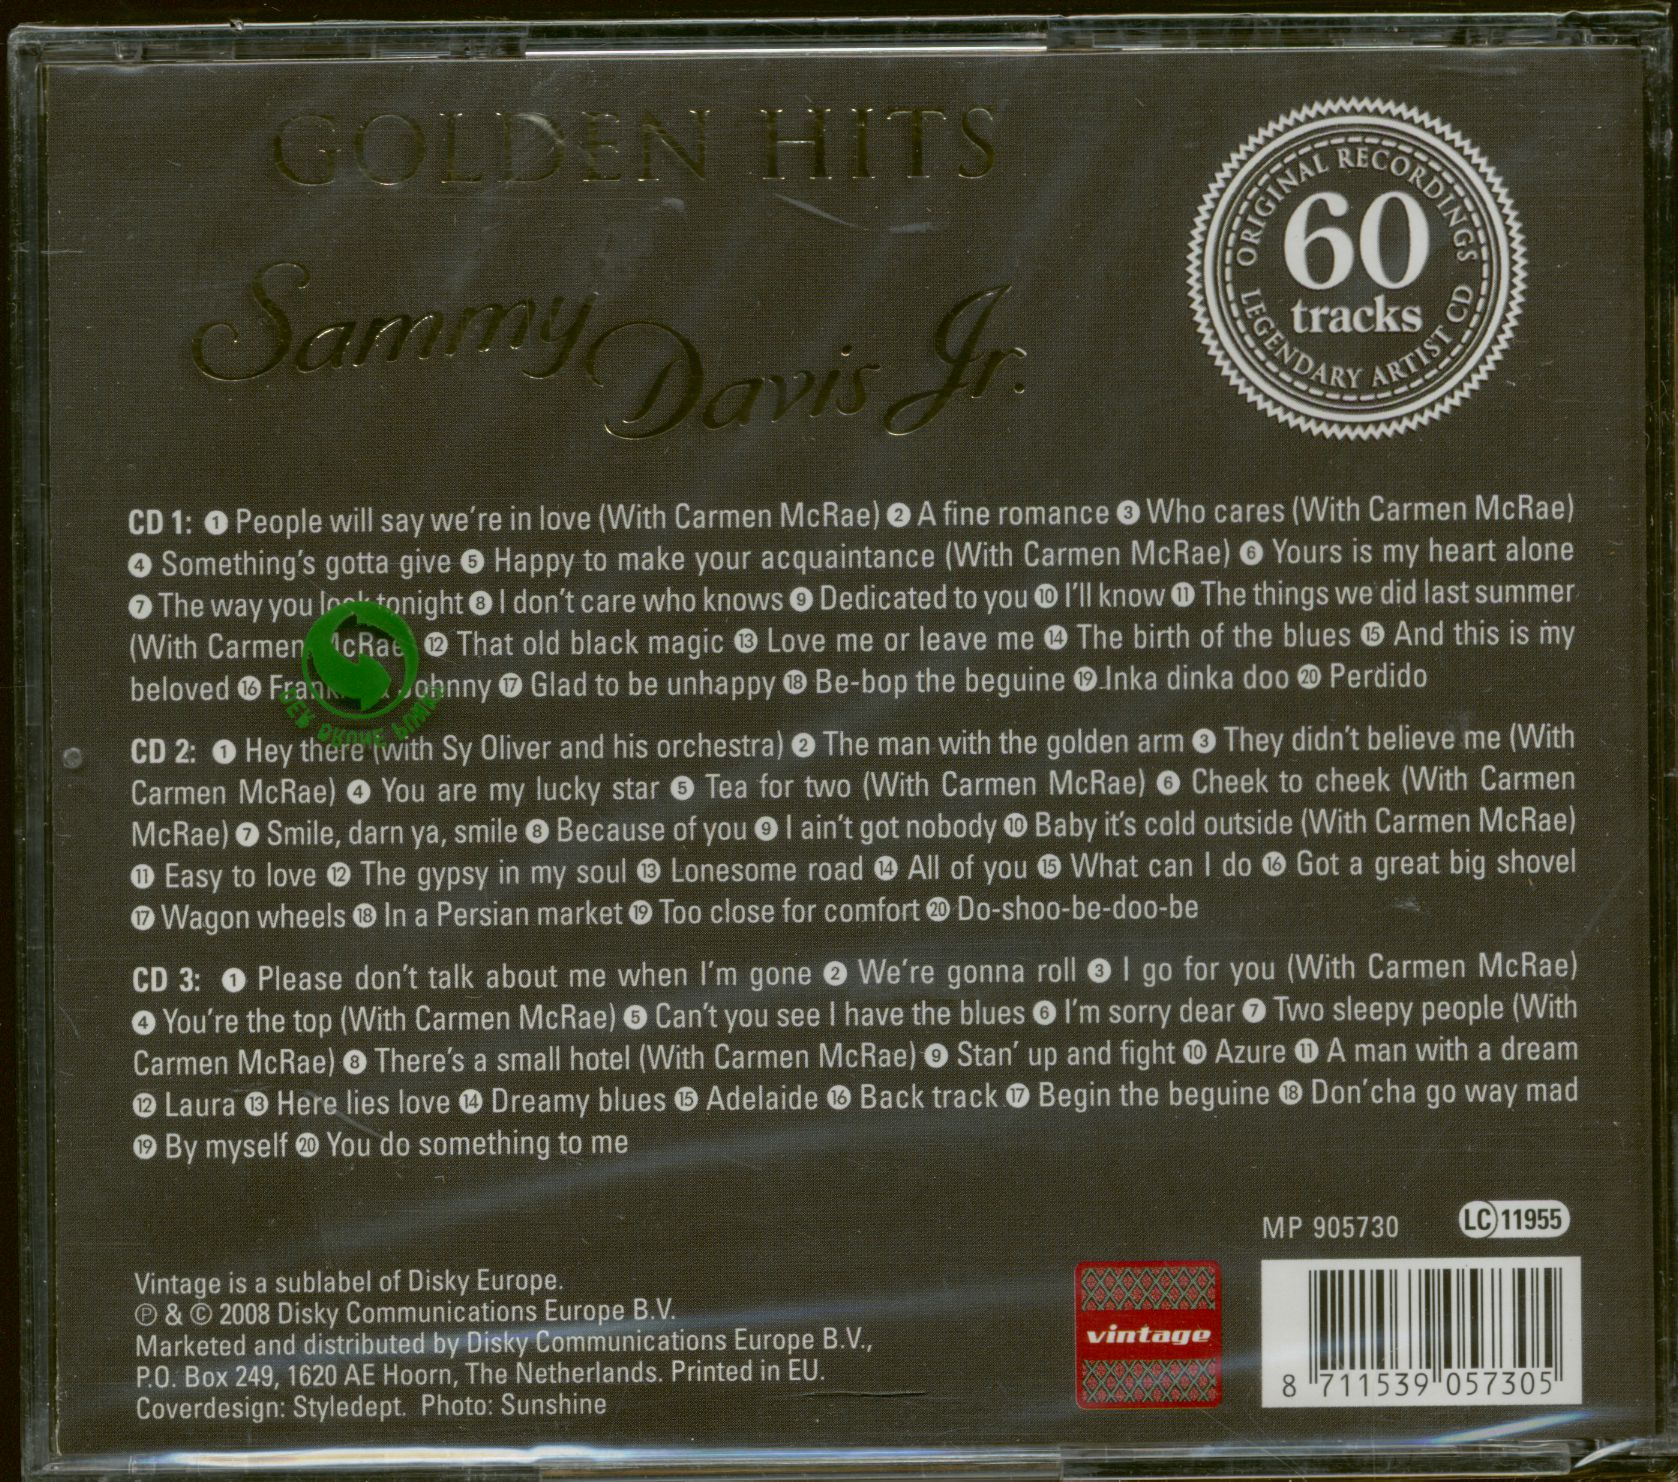 GOLDEN HITS
Sammy Davis Jr.
ORIGINAL RECORDINGS
60
tracks
LEGENDARY ARTIST CD
CD 1: 1 People will say we're in love (With Carmen McRae) 2 A fine romance 3 Who cares (With Carmen McRae)
4 Something's gotta give 5 Happy to make your acquaintance (With Carmen McRae) 6 Yours is my heart alone
7 The way you look tonight 8 I don't care who knows 9 Dedicated to you 10 I'll know 11 The things we did last summer
(With Carmen McRae) 12 That old black magic 13 Love me or leave me 14 The birth of the blues 15 And this is my
beloved 16 Johnny 17 Glad to be unhappy 18 Be-bop the beguine 19 Inka dinka doo 20 Perdido
DER GRÜNE PUNKT
CD 2: 1 Hey there (with Sy Oliver and his orchestra) 2 The man with the golden arm 3 They didn't believe me (With
Carmen McRae) 4 You are my lucky star 5 Tea for two (With Carmen McRae) 6 Cheek to cheek (With Carmen
McRae) 7 Smile, darn ya, smile 8 Because of you 9 I ain't got nobody 10 Baby it's cold outside (With Carmen McRae)
11 Easy to love 12 The gypsy in my soul 13 Lonesome road 14 All of you 15 What can I do 16 Got a great big shovel
17 Wagon wheels 18 In a Persian market 19 Too close for comfort 20 Do-shoo-be-doo-be
CD 3: 1 Please don't talk about me when I'm gone 2 We're gonna roll 3 I go for you (With Carmen McRae)
4 You're the top (With Carmen McRae) 5 Can't you see I have the blues 6 I'm sorry dear 7 Two sleepy people (With
Carmen McRae) 8 There's a small hotel (With Carmen McRae) 9 Stan' up and fight 10 Azure 11 A man with a dream
12 Laura 13 Here lies love 14 Dreamy blues 15 Adelaide 16 Back track 17 Begin the beguine 18 Don'cha go way mad
19 By myself 20 You do something to me
MP 905730
LC 11955
Vintage is a sublabel of Disky Europe.
℗ & © 2008 Disky Communications Europe B.V.
Marketed and distributed by Disky Communications Europe B.V.,
P.O. Box 249, 1620 AE Hoorn, The Netherlands. Printed in EU.
Coverdesign: Styledept. Photo: Sunshine
vintage
8 711539 057305